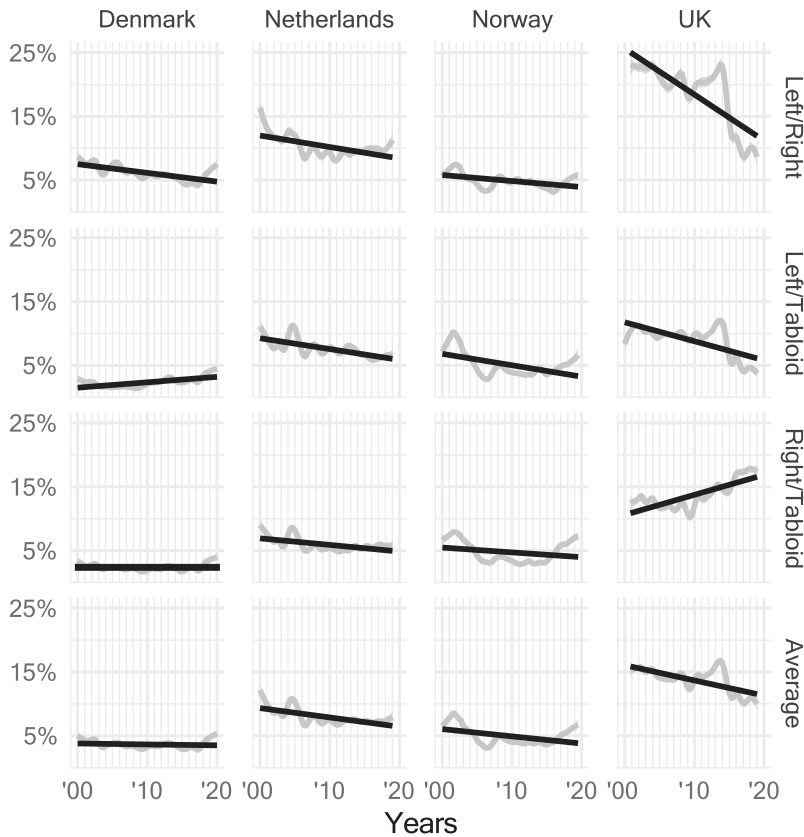 Denmark Netherlands Norway UK
25%
15%
5%
Left/Right
25%
15%
5%
Left/Tabloid
25%
15%
5%
Right/Tabloid
25%
15%
5%
Average
'00 '10 '20 '00 '10 '20 '00 '10 '20 '00 '10 '20
Years